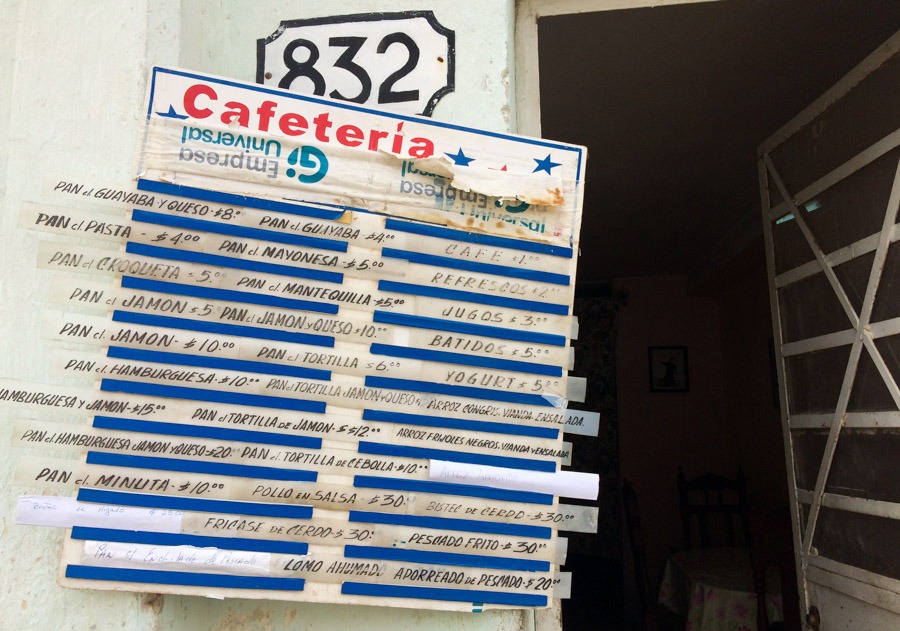 832
Cafetería
Empresa
Universal
Empresa
PAN c/. GUAYABA Y QUESO-$8.00
PAN c/. GUAYABA-$4.00
PAN c/. PASTA - $4.00
PAN c/. MAYONESA-$5.00
CAFE $1.00
PAN c/. CROQUETA $5.00
PAN c/. MANTEQUILLA-$5.00
REFRESCOS $2.00
PAN c/. JAMON $5.
PAN c/. JAMON Y QUESO $10.00
JUGOS $3.00
PAN c/. JAMON-$10.00
PAN c/ TORTILLA $6.00
BATIDOS $5.00
PAN c/. HAMBURGUESA-$10.00
PAN c/ TORTILLA JAMON Y QUESO
YOGURT $5.00
HAMBURGUESA Y JAMON-$15.00
PAN c/ TORTILLA DE JAMON-$12.00
ARROZ CONGRIS. VIANDA. ENSALADA.
PAN c/. HAMBURGUESA JAMON Y QUESO-$20.00
PAN c/. TORTILLA DE CEBOLLA-$10.00
ARROZ FRIJOLES NEGROS. VIANDA Y ENSALADA
PAN c/. MINUTA-$10.00
POLLO EN SALSA-$30.00
BISTEC DE CERDO-$30.00
FRICASE DE CERDO-$30.
PESCADO FRITO-$30.00
Pan c/
LOMO AHUMADO
APORREADO DE PESCADO-$20.00